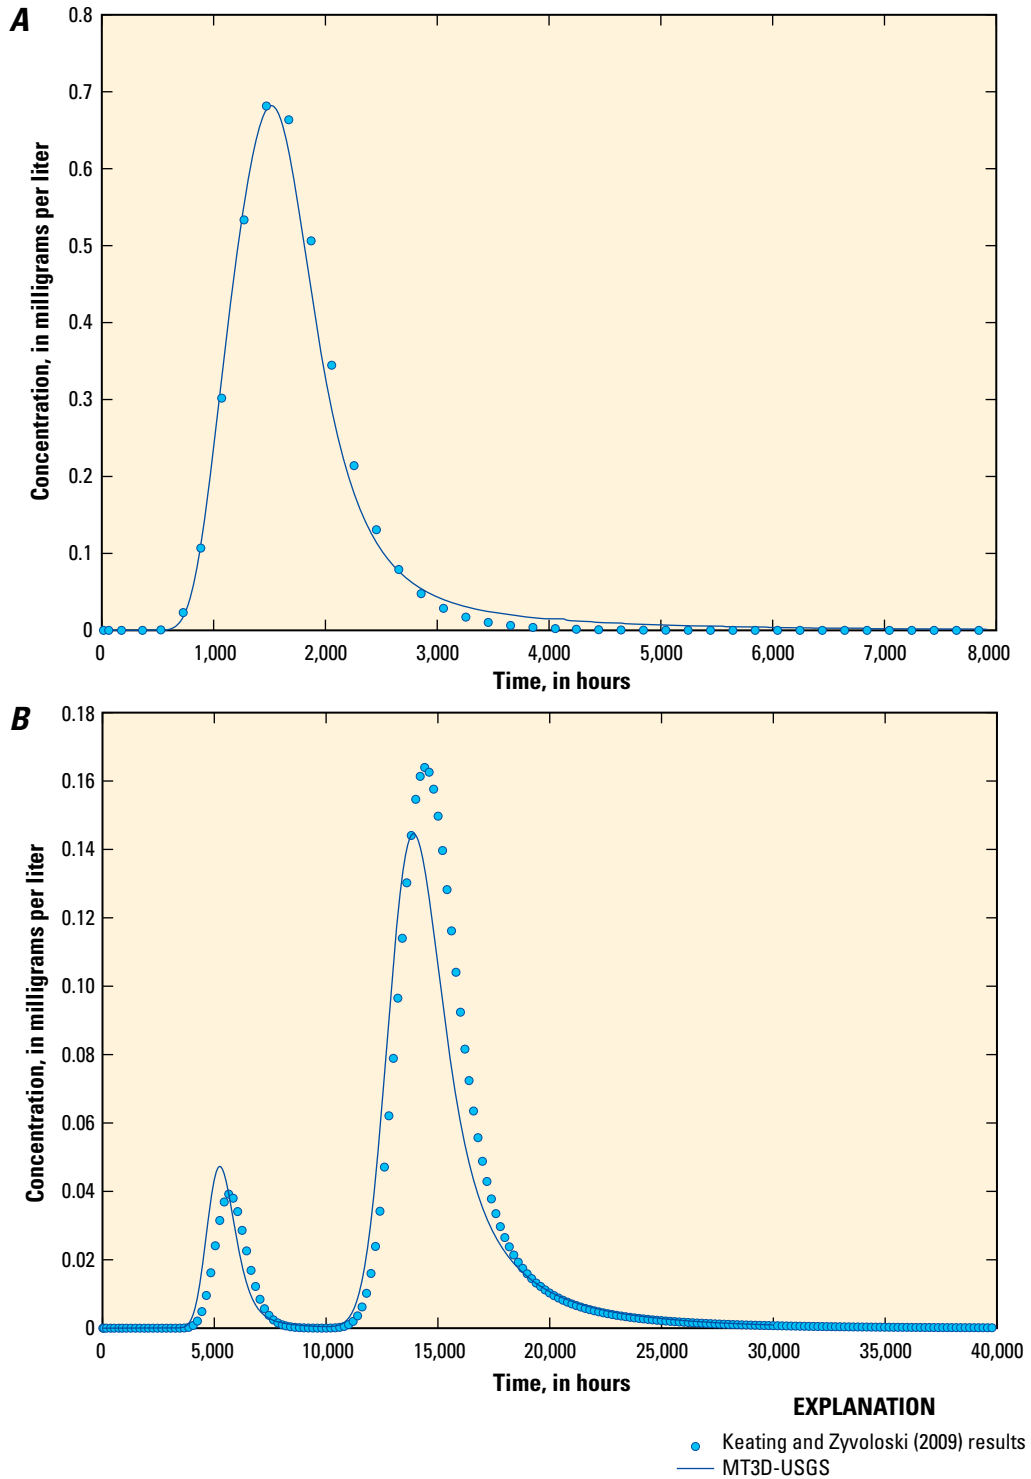 A
0.8
0.7
0.6
0.5
0.4
0.3
0.2
0.1
0
Concentration, in milligrams per liter
0 1,000 2,000 3,000 4,000 5,000 6,000 7,000 8,000
Time, in hours
B
0.18
0.16
0.14
0.12
0.10
0.08
0.06
0.04
0.02
0
Concentration, in milligrams per liter
0 5,000 10,000 15,000 20,000 25,000 30,000 35,000 40,000
Time, in hours
EXPLANATION
Keating and Zyvoloski (2009) results
MT3D-USGS